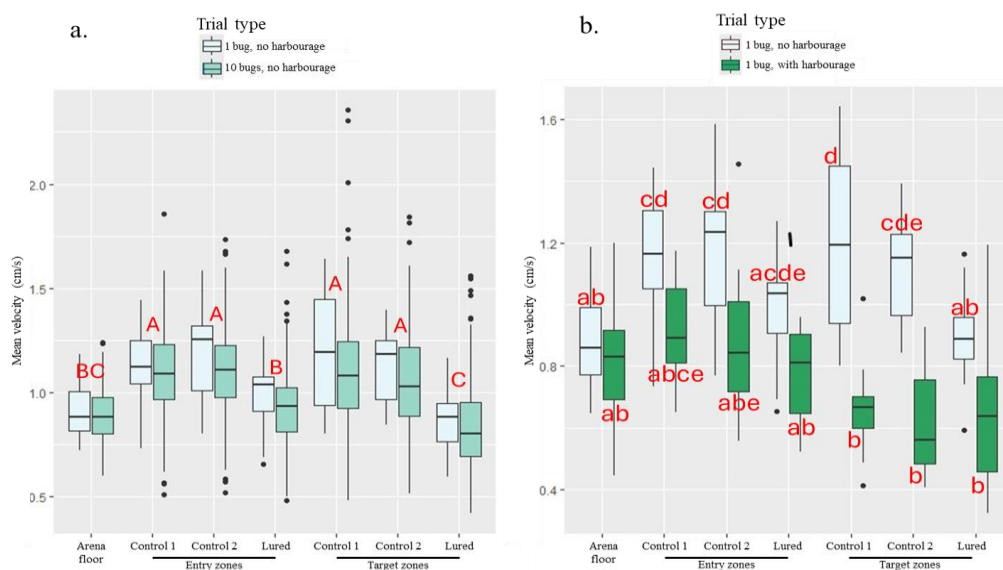 a.
Trial type
1 bug, no harbourage
10 bugs, no harbourage
Mean velocity (cm/s)
2.0
1.5
1.0
0.5
BC
A
A
B
A
A
C
Arena floor
Control 1
Control 2
Lured
Control 1
Control 2
Lured
Entry zones
Target zones
b.
Trial type
1 bug, no harbourage
1 bug, with harbourage
Mean velocity (cm/s)
1.6
1.2
0.8
0.4
ab
ab
cd
abce
cd
abe
acde
ab
d
b
cde
b
ab
b
Arena floor
Control 1
Control 2
Lured
Control 1
Control 2
Lured
Entry zones
Target zones